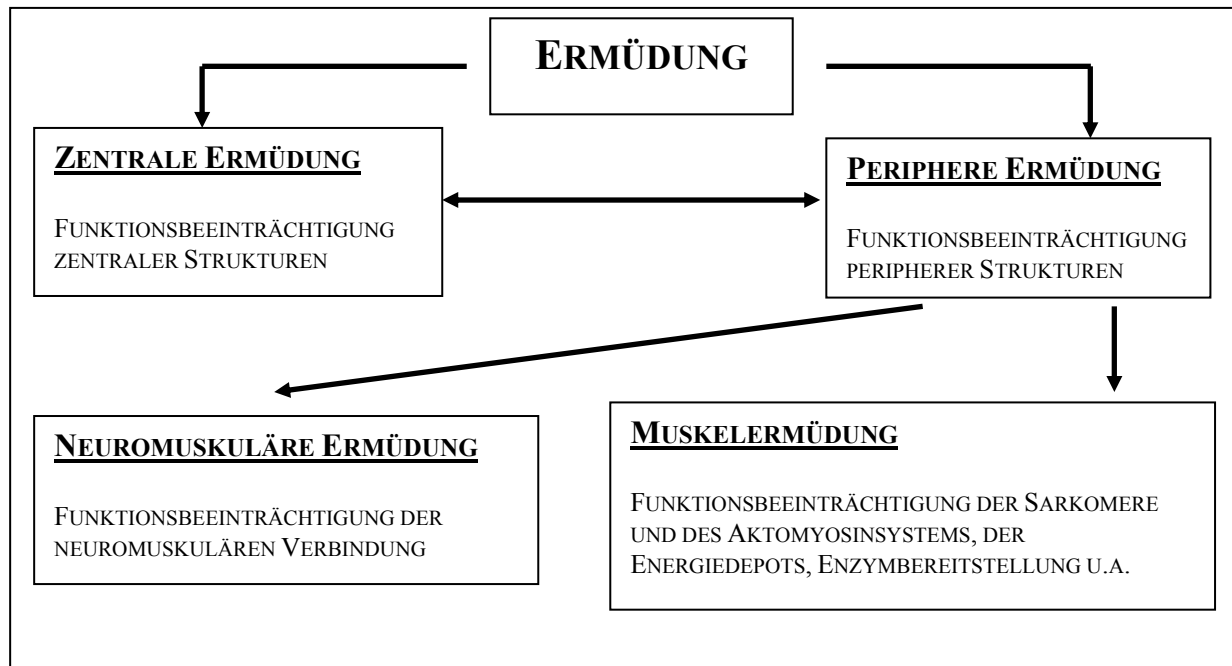 ERMÜDUNG
ZENTRALE ERMÜDUNG
FUNKTIONSBEEINTRÄCHTIGUNG
ZENTRALER STRUKTUREN
PERIPHERE ERMÜDUNG
FUNKTIONSBEEINTRÄCHTIGUNG
PERIPHERER STRUKTUREN
NEUROMUSKULÄRE ERMÜDUNG
FUNKTIONSBEEINTRÄCHTIGUNG DER
NEUROMUSKULÄREN VERBINDUNG
MUSKELERMÜDUNG
FUNKTIONSBEEINTRÄCHTIGUNG DER SARKOMERE
UND DES AKTOMYOSINSYSTEMS, DER
ENERGIEDEPOTS, ENZYMBEREITSTELLUNG U.A.